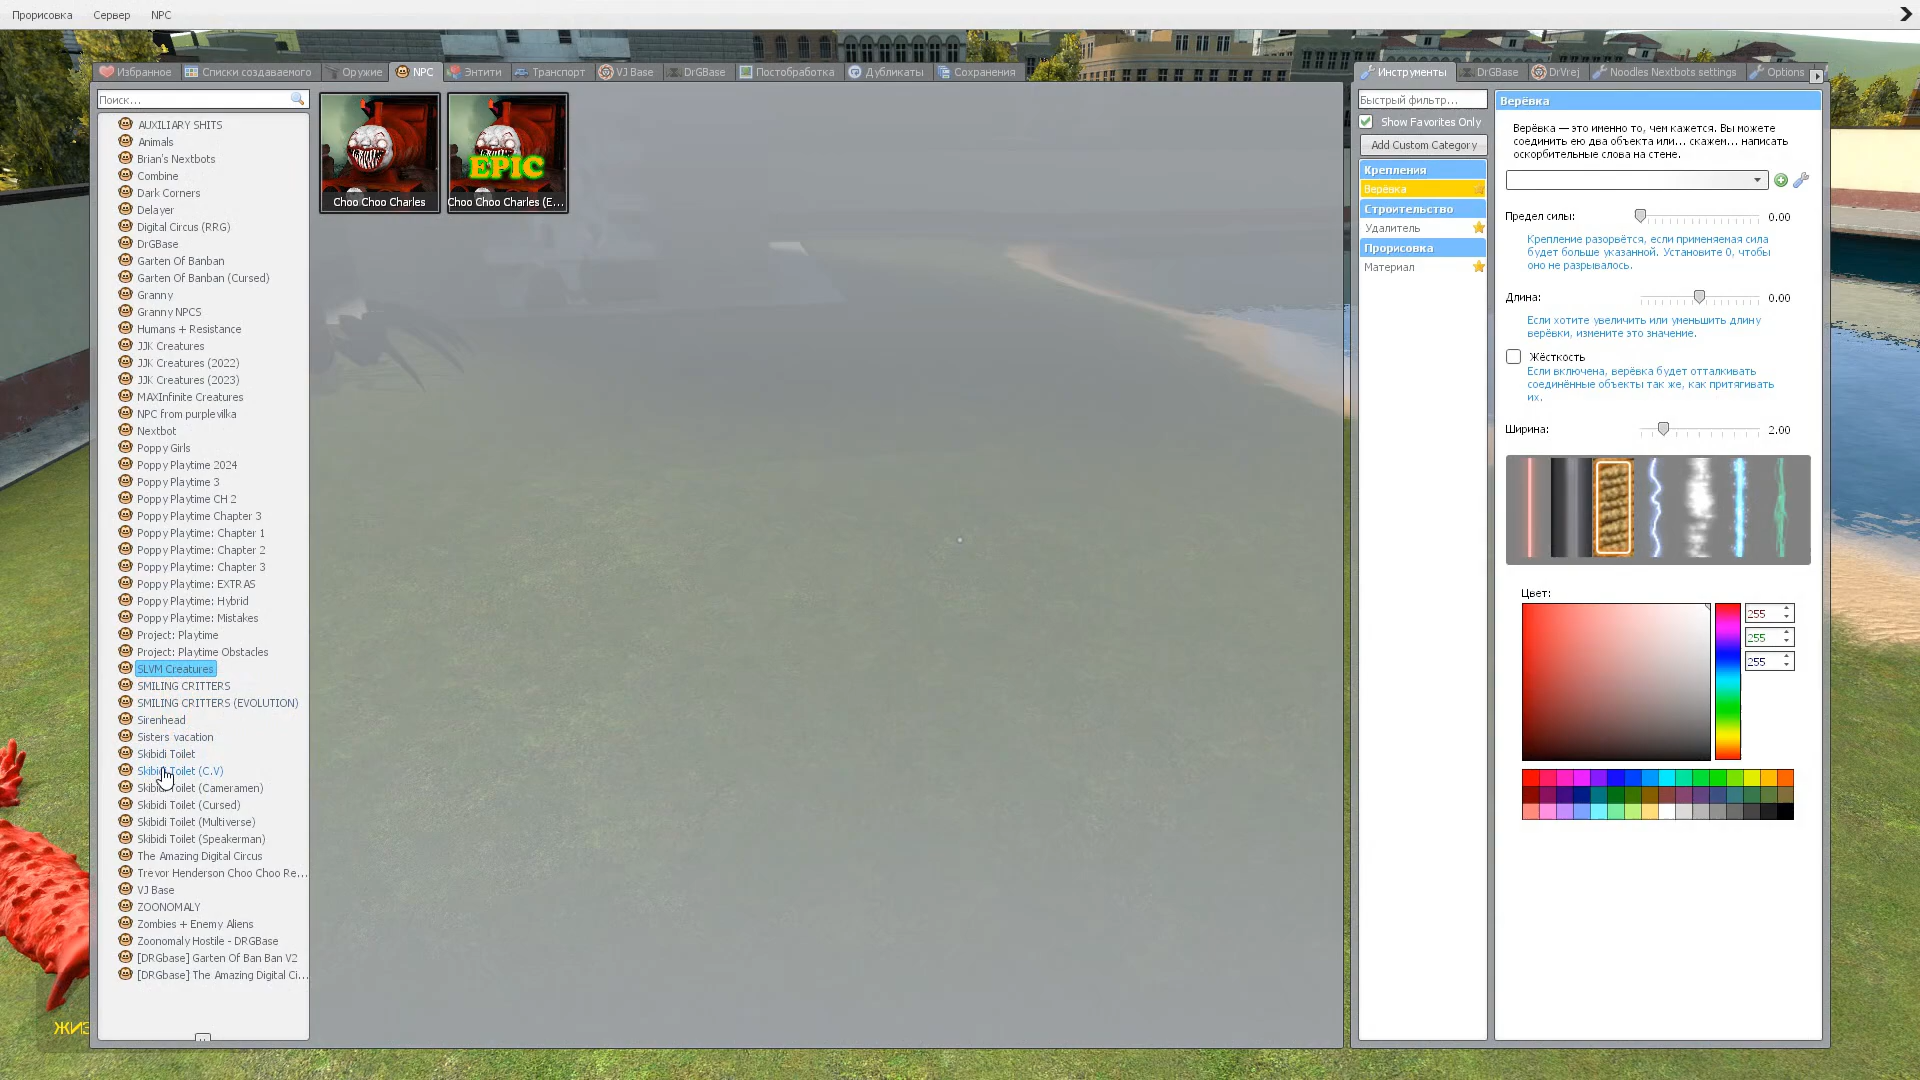 Прорисовка Сервер NPC
Избранное Списки создаваемого Оружие NPC Энтити Транспорт VJ Base DrGBase Постобработка Дубликаты Сохранения
Поиск...
AUXILIARY SHITS
Animals
Brian's Nextbots
Combine
Dark Corners
Delayer
Digital Circus (RRG)
DrGBase
Garten Of Banban
Garten Of Banban (Cursed)
Granny
Granny NPCS
Humans + Resistance
JJK Creatures
JJK Creatures (2022)
JJK Creatures (2023)
MAXInfinite Creatures
NPC from purplevilka
Nextbot
Poppy Girls
Poppy Playtime 2024
Poppy Playtime 3
Poppy Playtime CH 2
Poppy Playtime Chapter 3
Poppy Playtime: Chapter 1
Poppy Playtime: Chapter 2
Poppy Playtime: Chapter 3
Poppy Playtime: EXTRAS
Poppy Playtime: Hybrid
Poppy Playtime: Mistakes
Project: Playtime
Project: Playtime Obstacles
SLVM Creatures
SMILING CRITTERS
SMILING CRITTERS (EVOLUTION)
Sirenhead
Sisters vacation
Skibidi Toilet
Skibidi Toilet (C.V)
Skibidi Toilet (Cameramen)
Skibidi Toilet (Cursed)
Skibidi Toilet (Multiverse)
Skibidi Toilet (Speakerman)
The Amazing Digital Circus
Trevor Henderson Choo Choo Re...
VJ Base
ZOONOMALY
Zombies + Enemy Aliens
Zoonomaly Hostile - DRGBase
[DRGbase] Garten Of Ban Ban V2
[DRGbase] The Amazing Digital Ci...
EPIC
Choo Choo Charles
Choo Choo Charles (E...
Инструменты DrGBase DrVrej Noodles Nextbots settings Options
Быстрый фильтр...
Show Favorites Only
Add Custom Category
Крепления
Верёвка
Строительство
Удалитель
Прорисовка
Материал
Верёвка
Верёвка — это именно то, чем кажется. Вы можете
соединить ею два объекта или... скажем... написать
оскорбительные слова на стене.
Предел силы: 0.00
Крепление разорвётся, если применяемая сила
будет больше указанной. Установите 0, чтобы
оно не разрывалось.
Длина: 0.00
Если хотите увеличить или уменьшить длину
верёвки, измените это значение.
Жёсткость
Если включена, верёвка будет отталкивать
соединённые объекты так же, как притягивать
их.
Ширина: 2.00
Цвет:
255
255
255